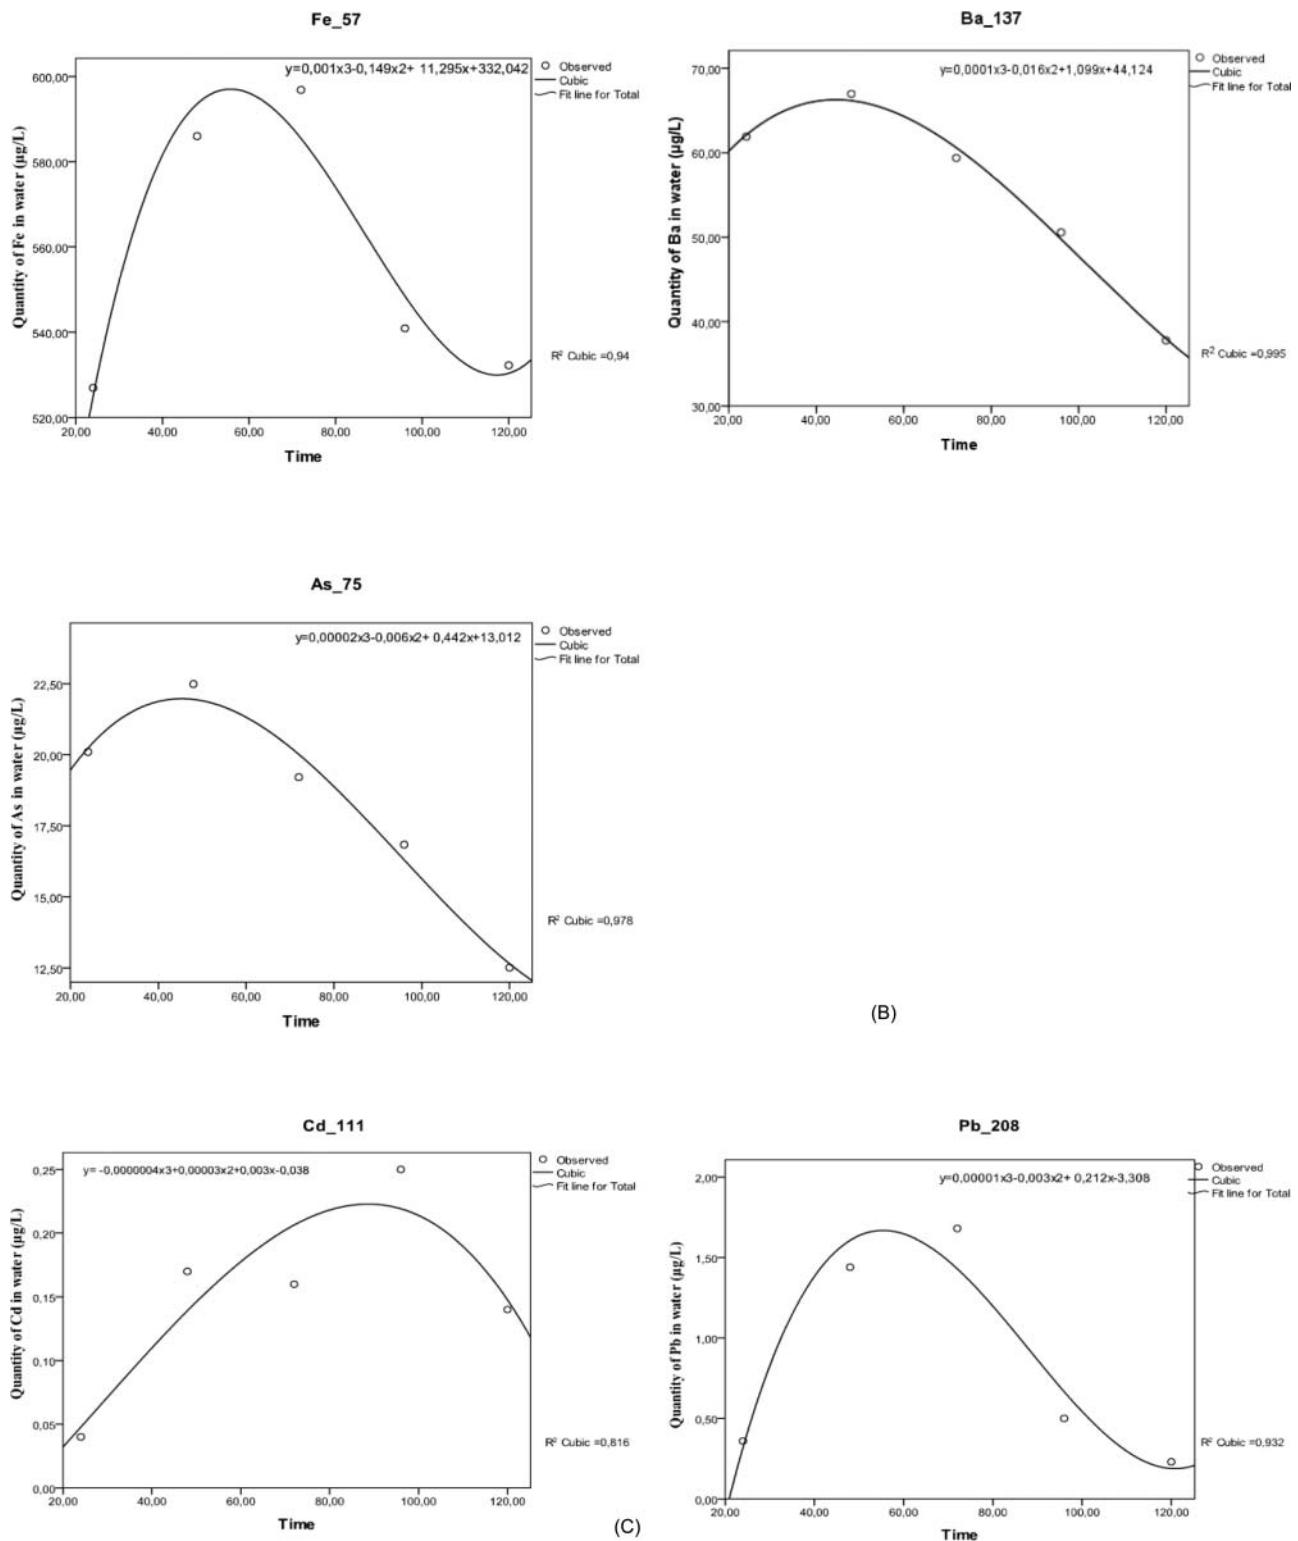 Fe_57
y=0,001x3-0,149x2+ 11,295x+332,042
Observed
Cubic
Fit line for Total
Quantity of Fe in water (µg/L)
600,00
580,00
560,00
540,00
520,00
R² Cubic =0,94
20,00 40,00 60,00 80,00 100,00 120,00
Time
Ba_137
y=0,0001x3-0,016x2+1,099x+44,124
Observed
Cubic
Fit line for Total
Quantity of Ba in water (µg/L)
70,00
60,00
50,00
40,00
30,00
R² Cubic =0,995
20,00 40,00 60,00 80,00 100,00 120,00
Time
As_75
y=0,00002x3-0,006x2+ 0,442x+13,012
Observed
Cubic
Fit line for Total
Quantity of As in water (µg/L)
22,50
20,00
17,50
15,00
12,50
R² Cubic =0,978
20,00 40,00 60,00 80,00 100,00 120,00
Time
(B)
Cd_111
y= -0,0000004x3+0,00003x2+0,003x-0,038
Observed
Cubic
Fit line for Total
Quantity of Cd in water (µg/L)
0,25
0,20
0,15
0,10
0,05
0,00
R² Cubic =0,816
20,00 40,00 60,00 80,00 100,00 120,00
Time
Pb_208
y=0,00001x3-0,003x2+ 0,212x-3,308
Observed
Cubic
Fit line for Total
Quantity of Pb in water (µg/L)
2,00
1,50
1,00
0,50
0,00
R² Cubic =0,932
20,00 40,00 60,00 80,00 100,00 120,00
Time
(C)